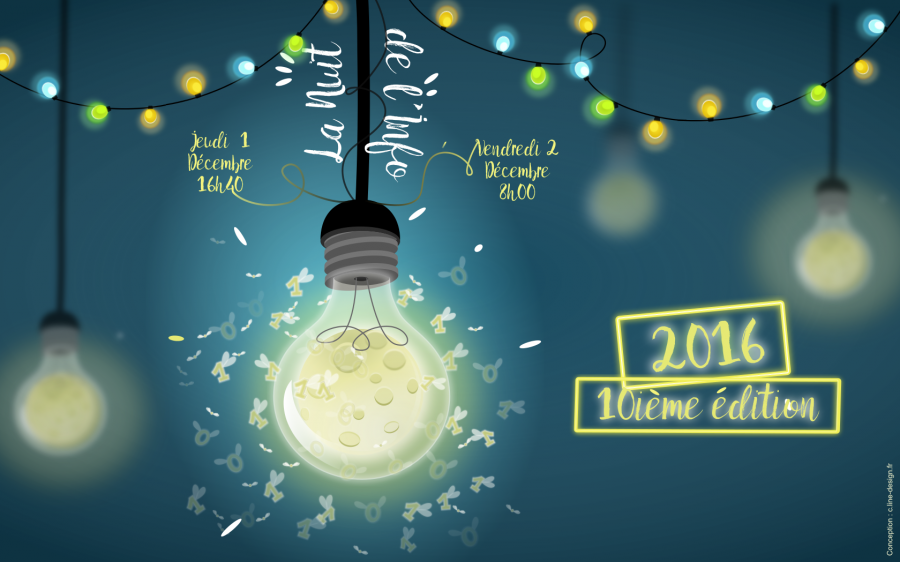 La Nuit
de l'Info
Jeudi 1
Décembre
16h40
Vendredi 2
Décembre
8h00
2016
10ième édition
Conception : c.line-design.fr